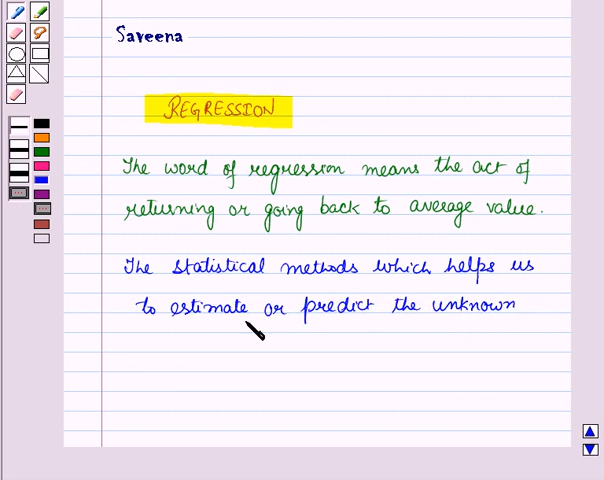 Saveena
REGRESSION
The word of regression means the act of
returning or going back to average value.
The statistical methods which helps us
to estimate or predict the unknown